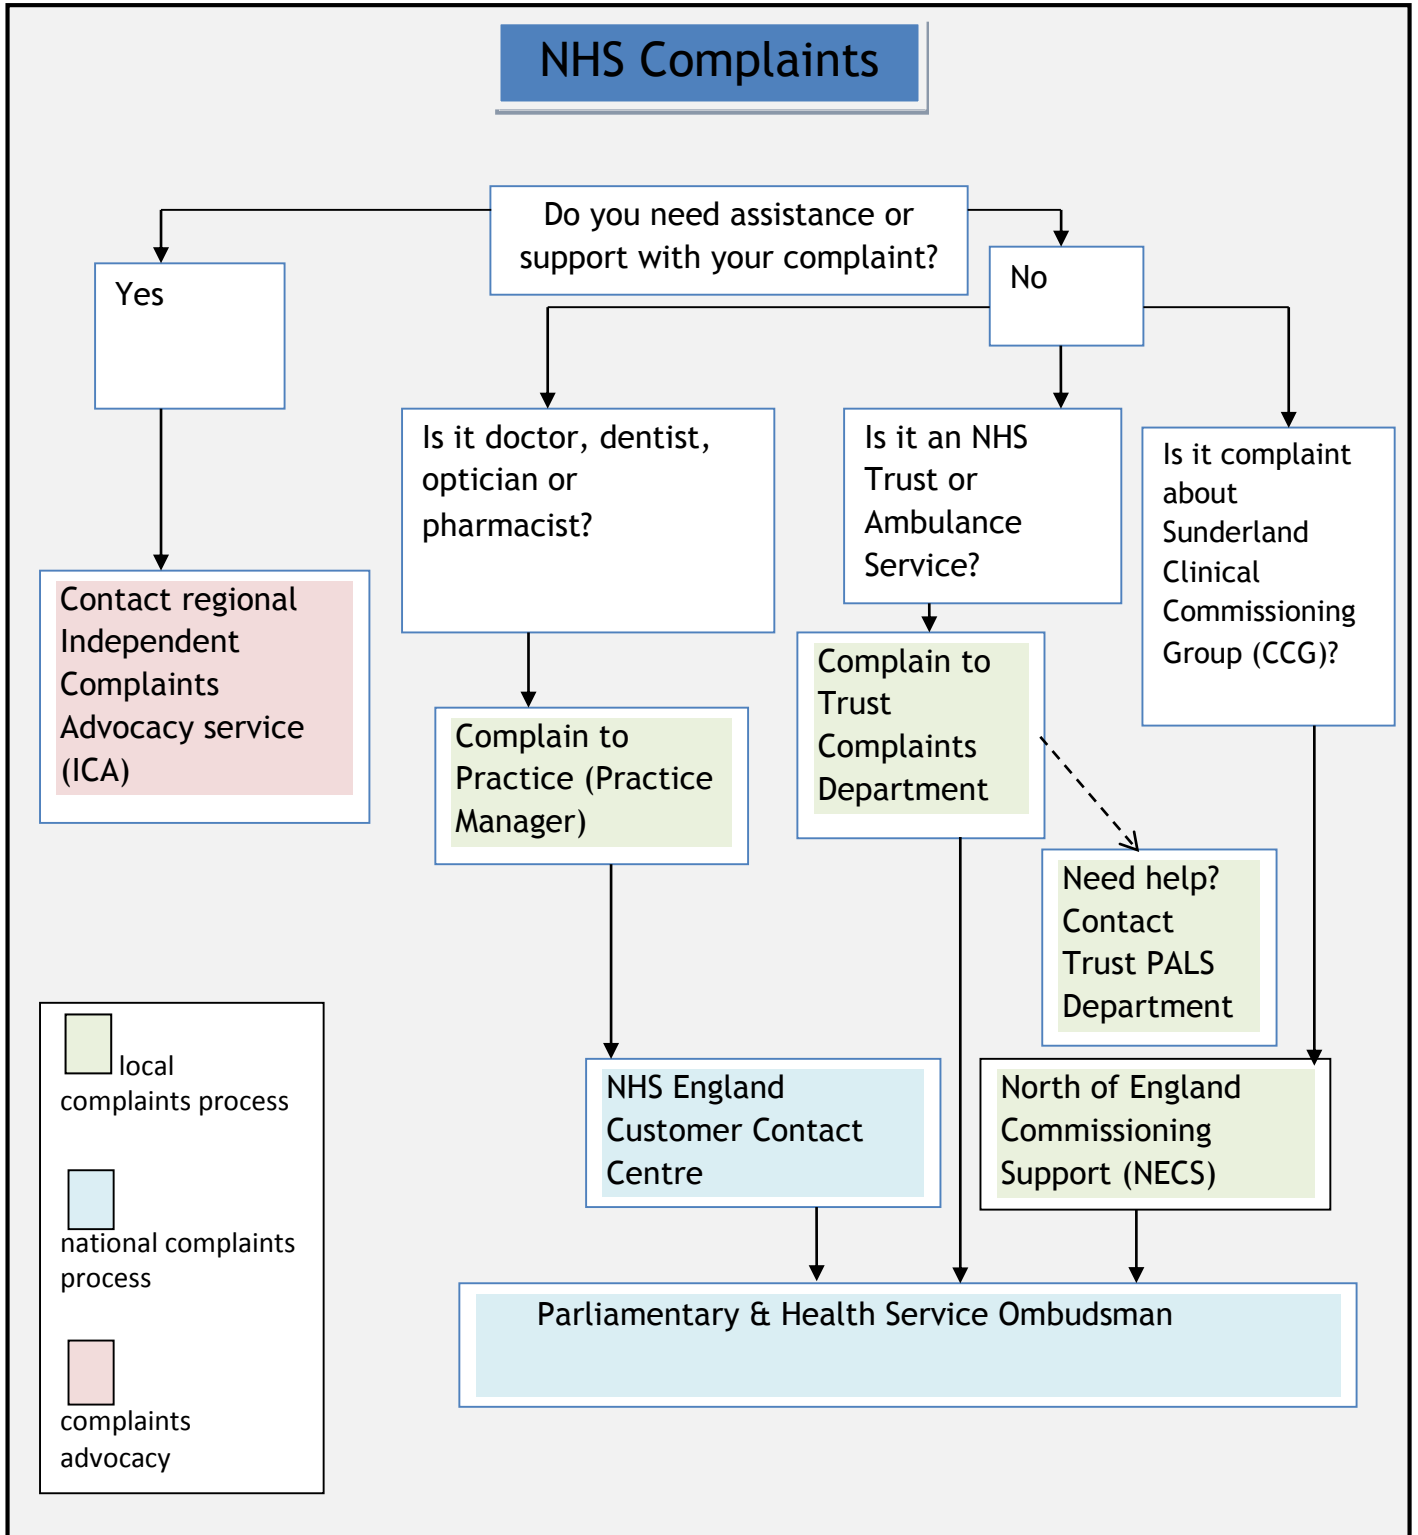 NHS Complaints
Do you need assistance or
support with your complaint?
Yes
No
Is it doctor, dentist,
optician or
pharmacist?
Is it an NHS
Trust or
Ambulance
Service?
Is it complaint
about
Sunderland
Clinical
Commissioning
Group (CCG)?
Contact regional
Independent
Complaints
Advocacy service
(ICA)
Complain to
Practice (Practice
Manager)
Complain to
Trust
Complaints
Department
Need help?
Contact
Trust PALS
Department
NHS England
Customer Contact
Centre
North of England
Commissioning
Support (NECS)
Parliamentary & Health Service Ombudsman
local
complaints process
national complaints
process
complaints
advocacy